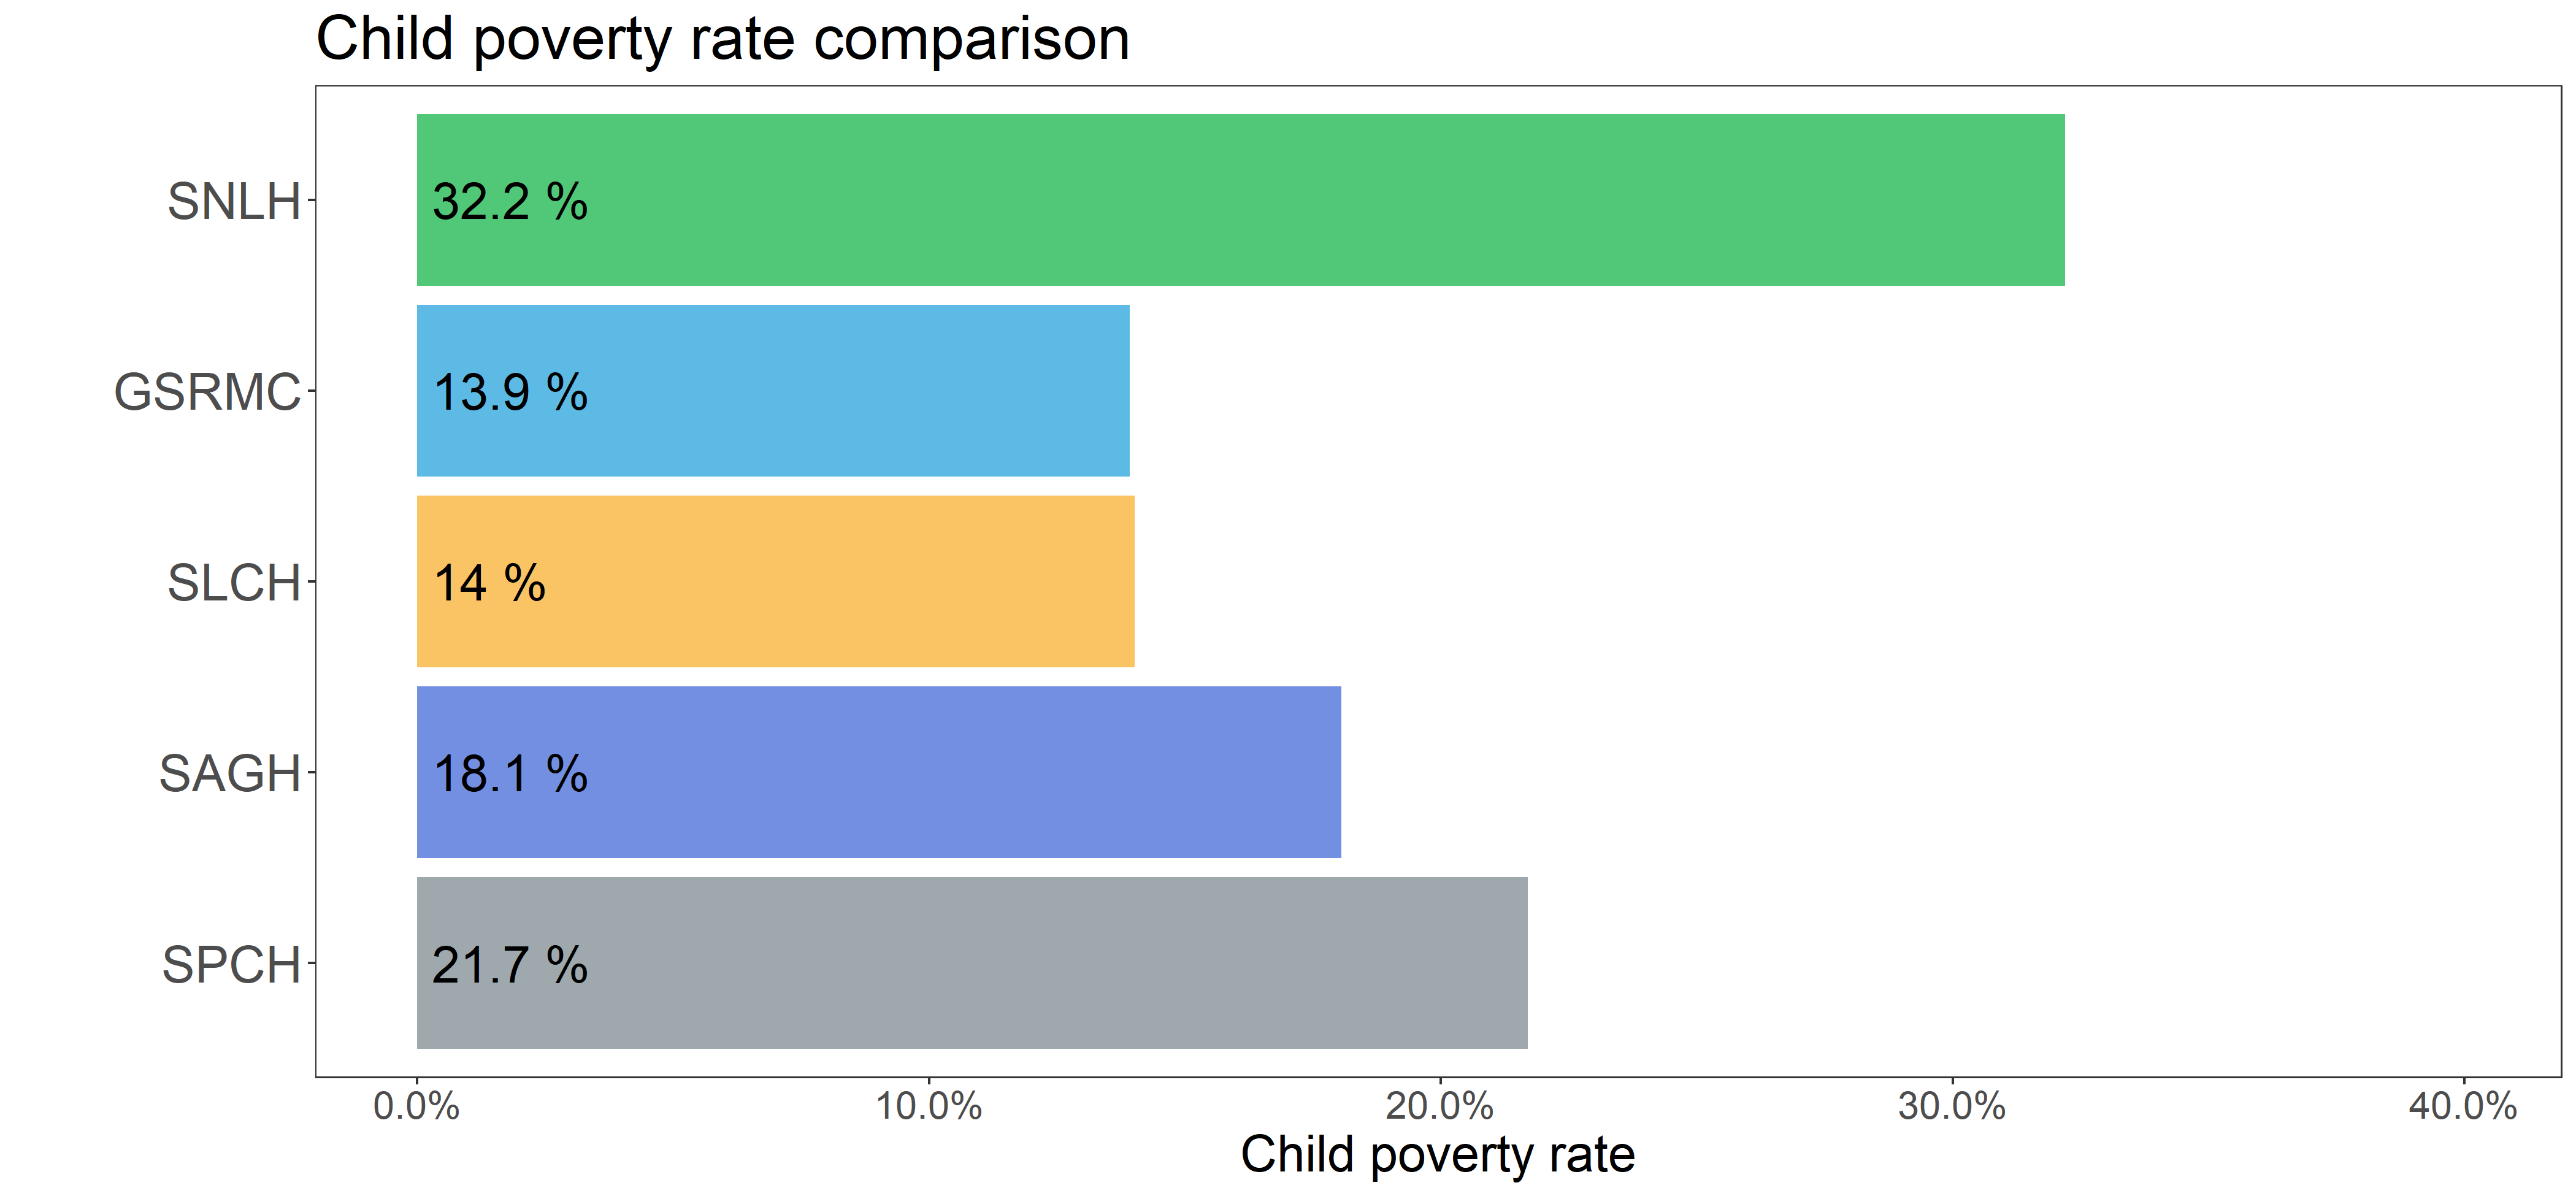 Child poverty rate comparison
SNLH 32.2 %
GSRMC 13.9 %
SLCH 14 %
SAGH 18.1 %
SPCH 21.7 %
0.0% 10.0% 20.0% 30.0% 40.0%
Child poverty rate